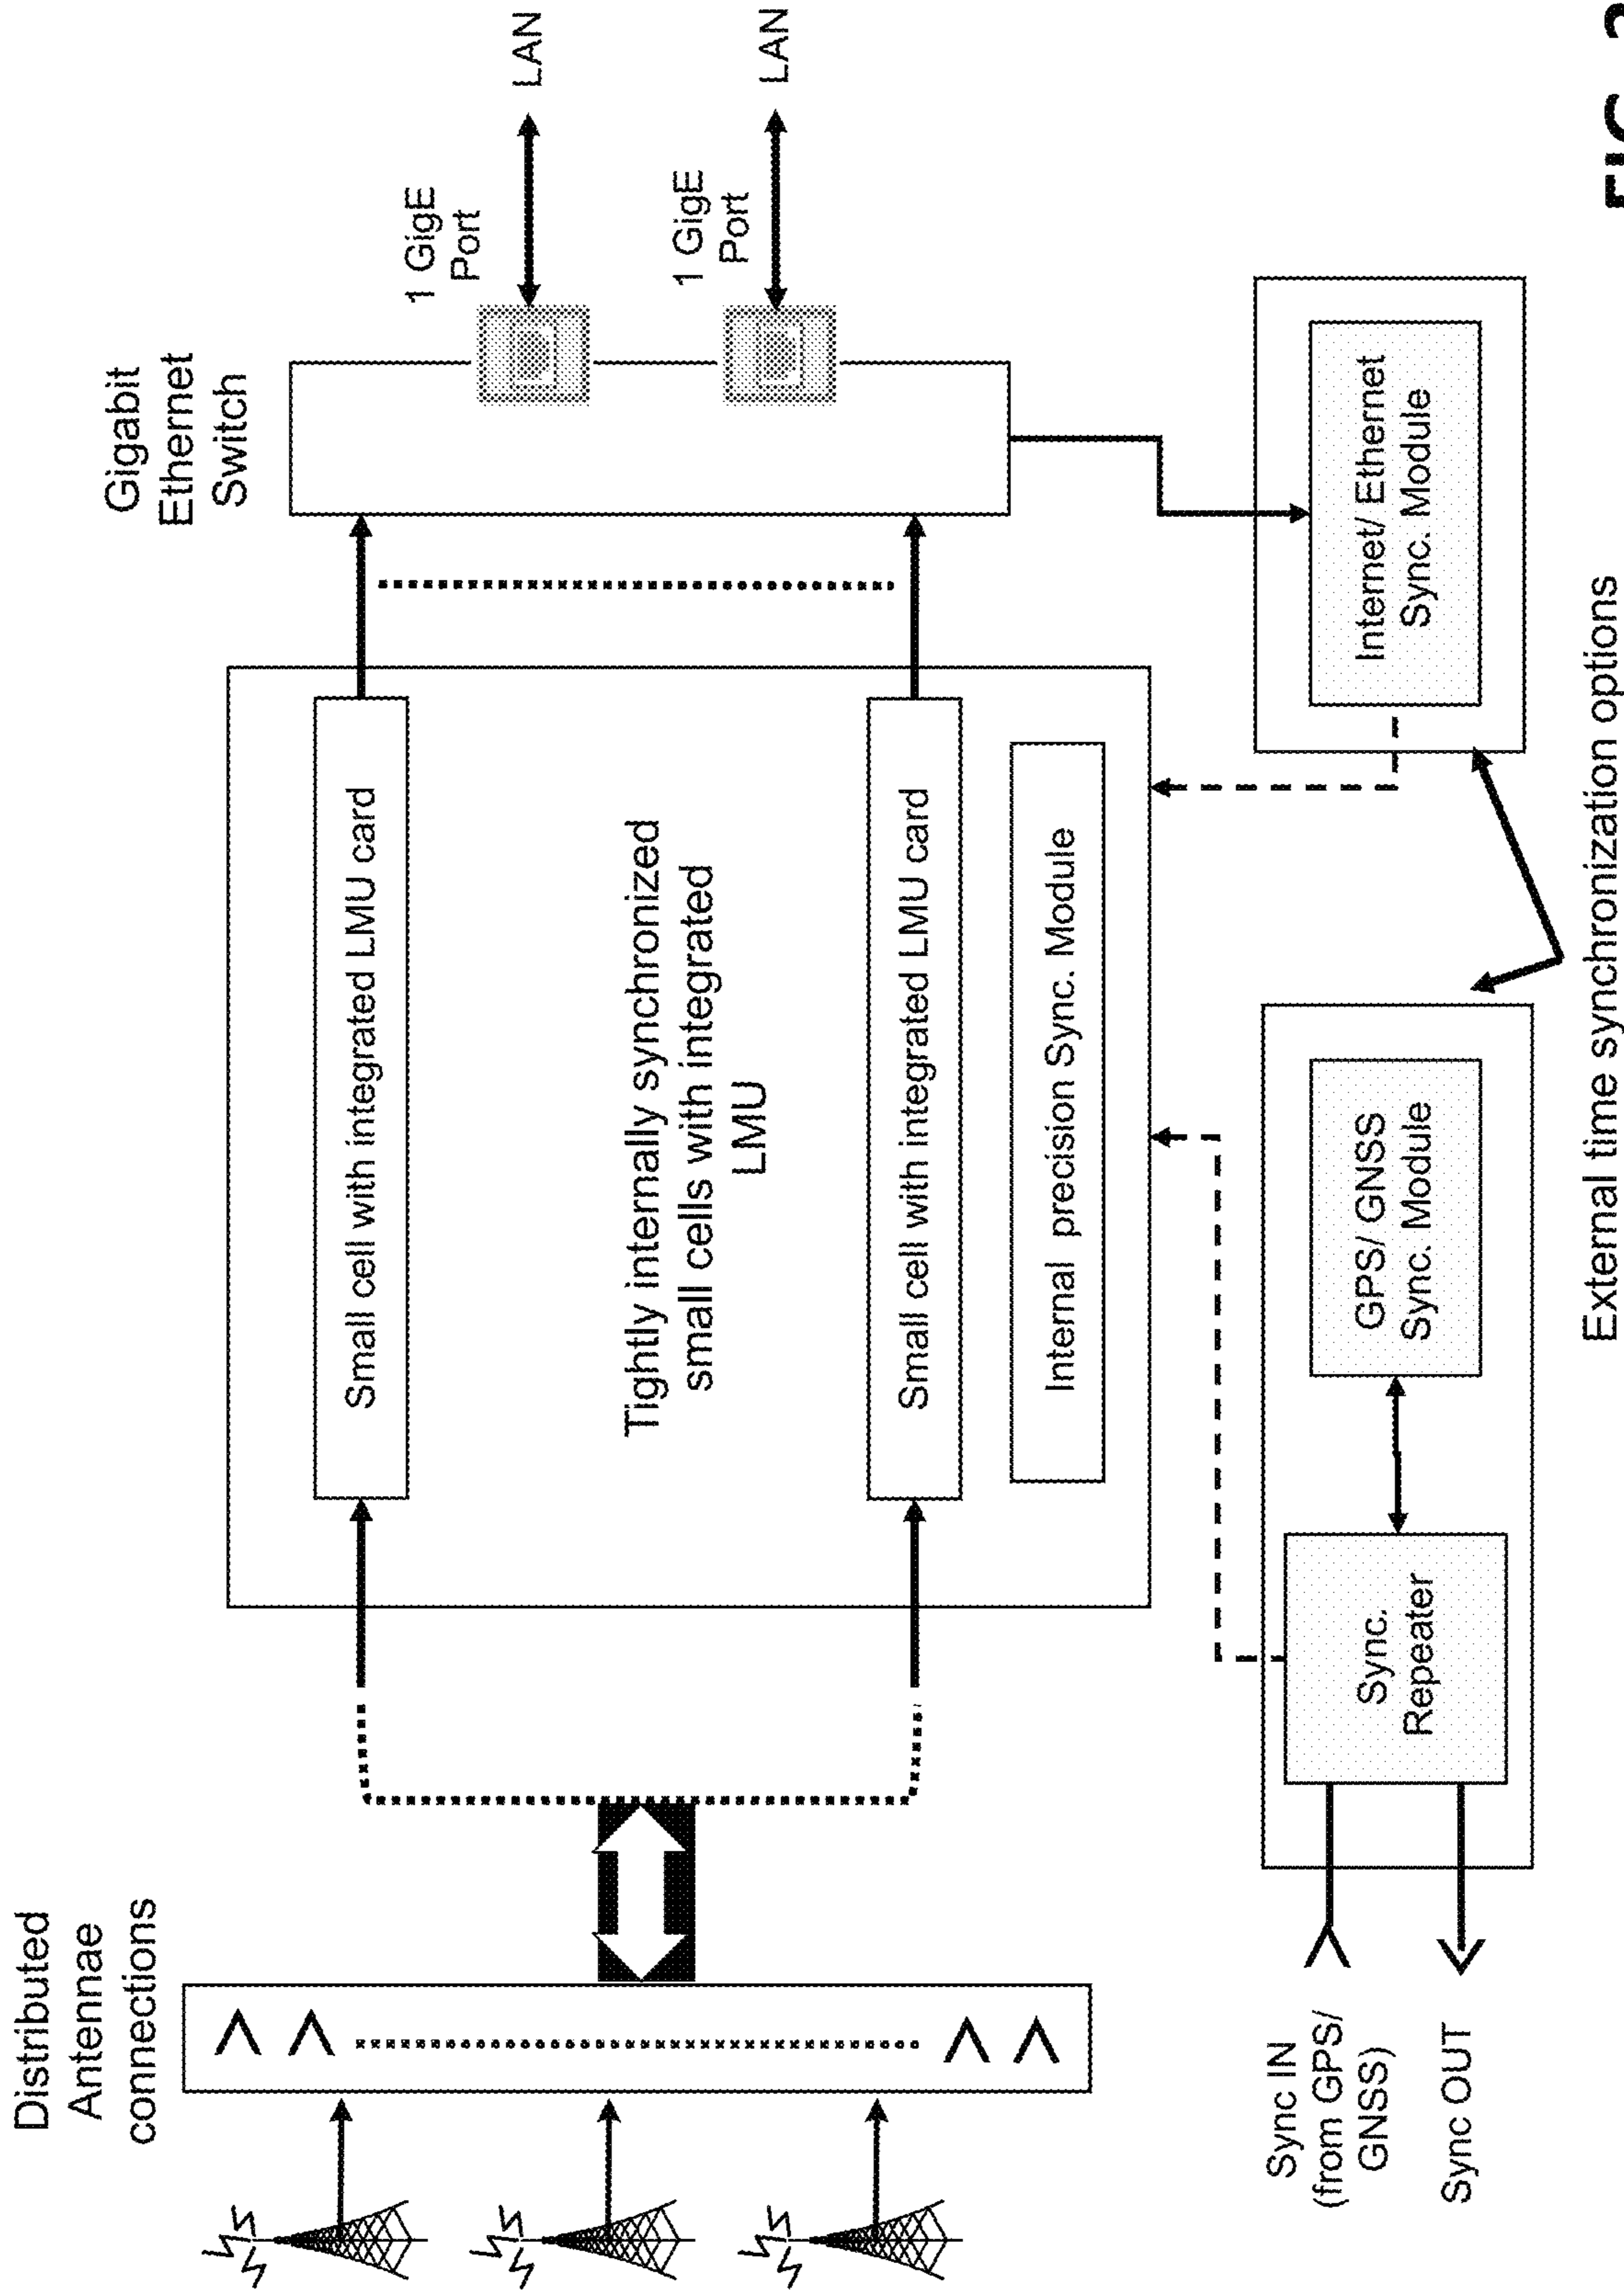 Distributed
Antennae
connections
Gigabit
Ethernet
Switch
1 GigE
Port
LAN
1 GigE
Port
LAN
Small cell with integrated LMU card
Tightly internally synchronized
small cells with integrated
LMU
Small cell with integrated LMU card
Internal precision Sync. Module
Sync IN
(from GPS/
GNSS)
Sync OUT
Sync.
Repeater
GPS/ GNSS
Sync. Module
Internet/ Ethernet
Sync. Module
External time synchronization options
FIG.